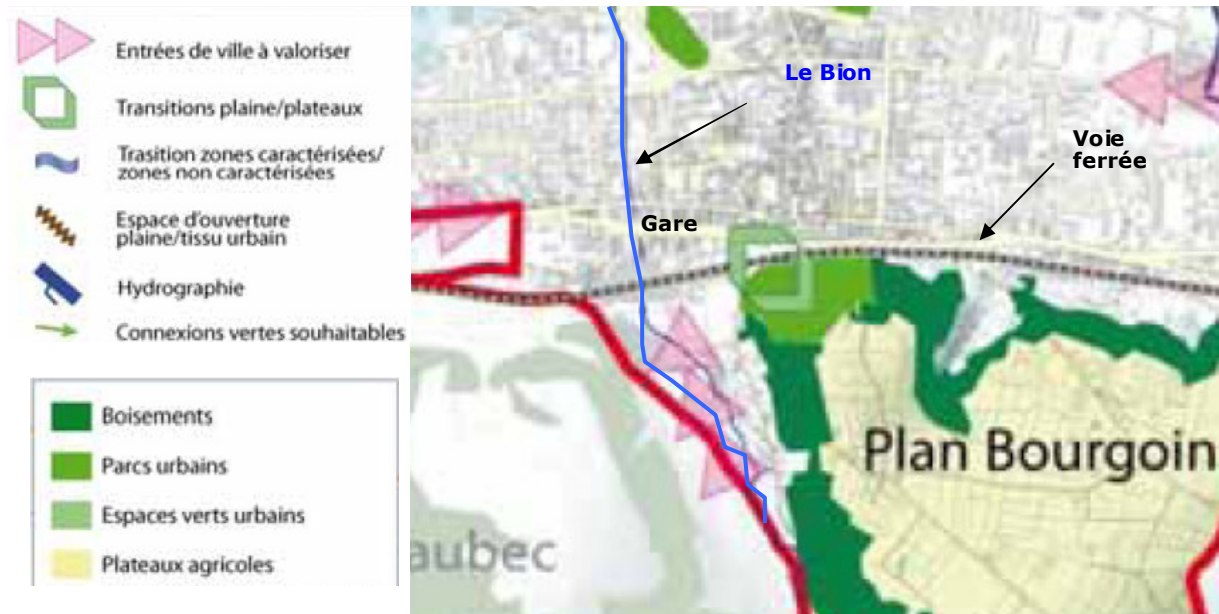 Entrées de ville à valoriser
Transitions plaine/plateaux
Trasition zones caractérisées/
zones non caractérisées
Espace d'ouverture
plaine/tissu urbain
Hydrographie
Connexions vertes souhaitables
Boisements
Parcs urbains
Espaces verts urbains
Plateaux agricoles
Le Bion
Voie
ferrée
Gare
Plan Bourgoin
aubec